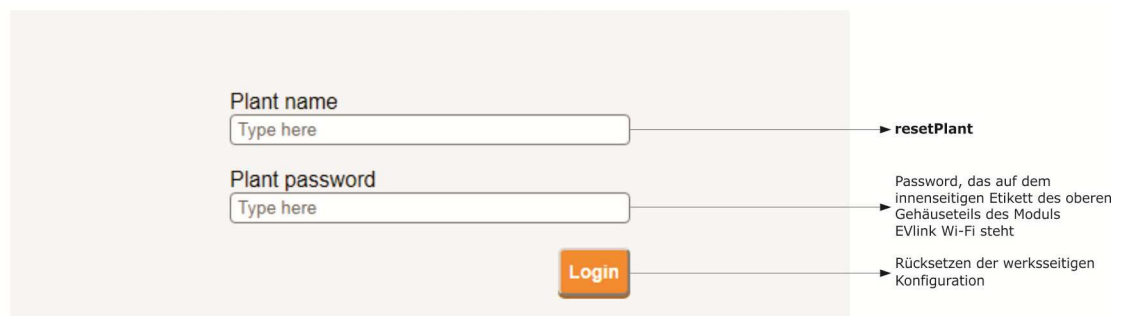 Plant name
Type here
resetPlant
Plant password
Type here
Password, das auf dem
innenseitigen Etikett des oberen
Gehäuseteils des Moduls
EVlink Wi-Fi steht
Login
Rücksetzen der werksseitigen
Konfiguration